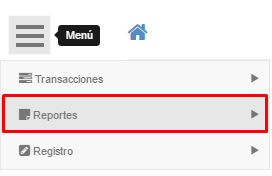 Menú
Transacciones
Reportes
Registro